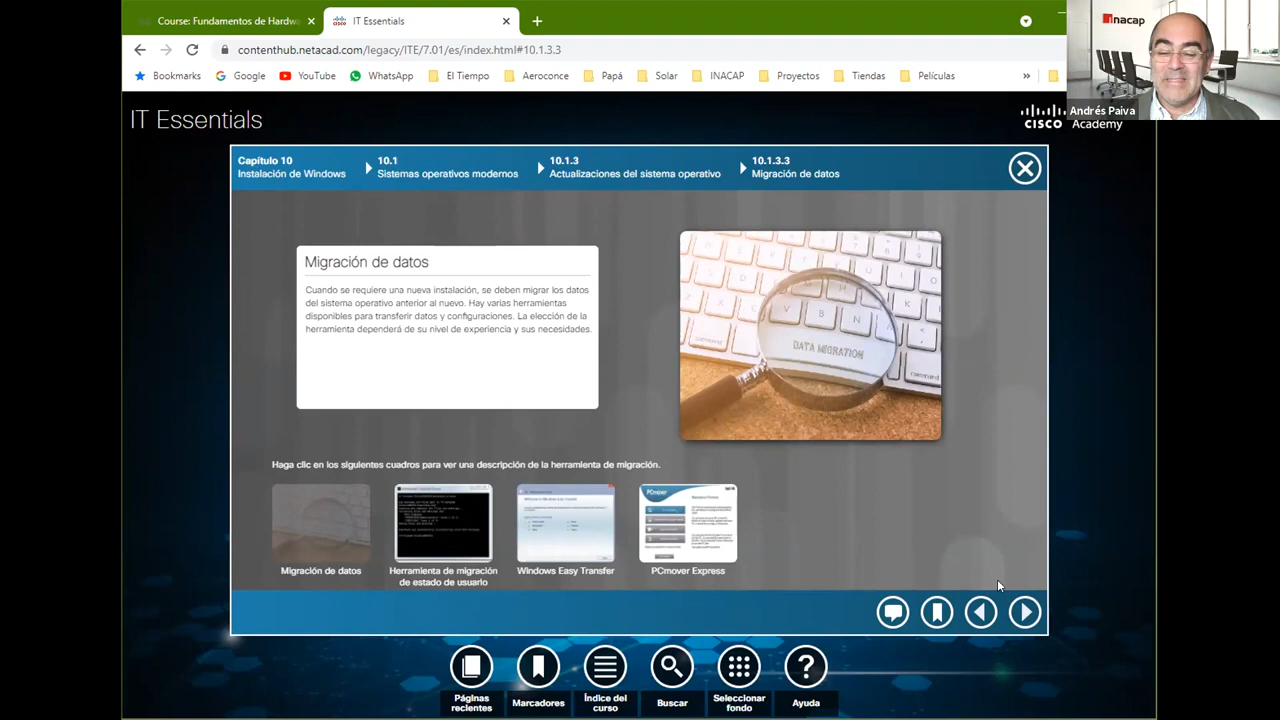 Course: Fundamentos de Hardw
IT Essentials
contenthub.netacad.com/legacy/ITE/7.01/es/index.html#10.1.3.3
Bookmarks
Google
YouTube
WhatsApp
El Tiempo
Aeroconce
Papá
Solar
INACAP
Proyectos
Tiendas
Películas
»
inacap
Andrés Paiva
IT Essentials
cisco Academy
Capítulo 10
Instalación de Windows
10.1
Sistemas operativos modernos
10.1.3
Actualizaciones del sistema operativo
10.1.3.3
Migración de datos
Migración de datos
Cuando se requiere una nueva instalación, se deben migrar los datos
del sistema operativo anterior al nuevo. Hay varias herramientas
disponibles para transferir datos y configuraciones. La elección de la
herramienta dependerá de su nivel de experiencia y sus necesidades.
DATA MIGRATION
command
Haga clic en los siguientes cuadros para ver una descripción de la herramienta de migración.
PCmover
Migración de datos
Herramienta de migración
de estado de usuario
Windows Easy Transfer
PCmover Express
Páginas
recientes
Marcadores
Índice del
curso
Buscar
Seleccionar
fondo
?
Ayuda